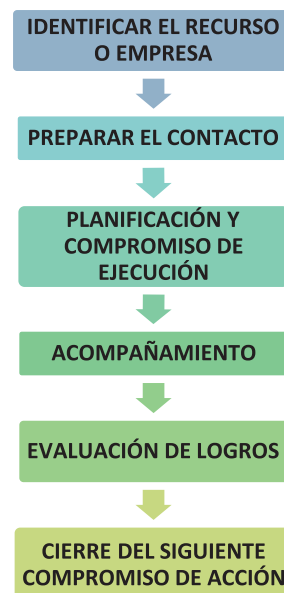 IDENTIFICAR EL RECURSO
O EMPRESA
PREPARAR EL CONTACTO
PLANIFICACIÓN Y
COMPROMISO DE
EJECUCIÓN
ACOMPAÑAMIENTO
EVALUACIÓN DE LOGROS
CIERRE DEL SIGUIENTE
COMPROMISO DE ACCIÓN